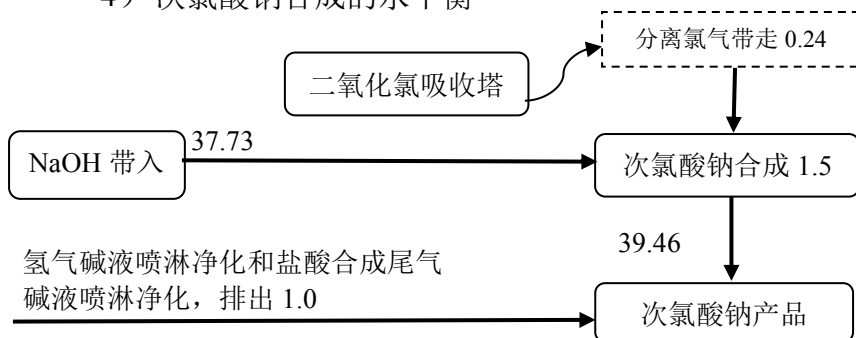 4）次氯酸钠合成的水平衡
分离氯气带走 0.24
二氧化氯吸收塔
37.73
NaOH 带入
次氯酸钠合成 1.5
39.46
氢气碱液喷淋净化和盐酸合成尾气
碱液喷淋净化，排出 1.0
次氯酸钠产品